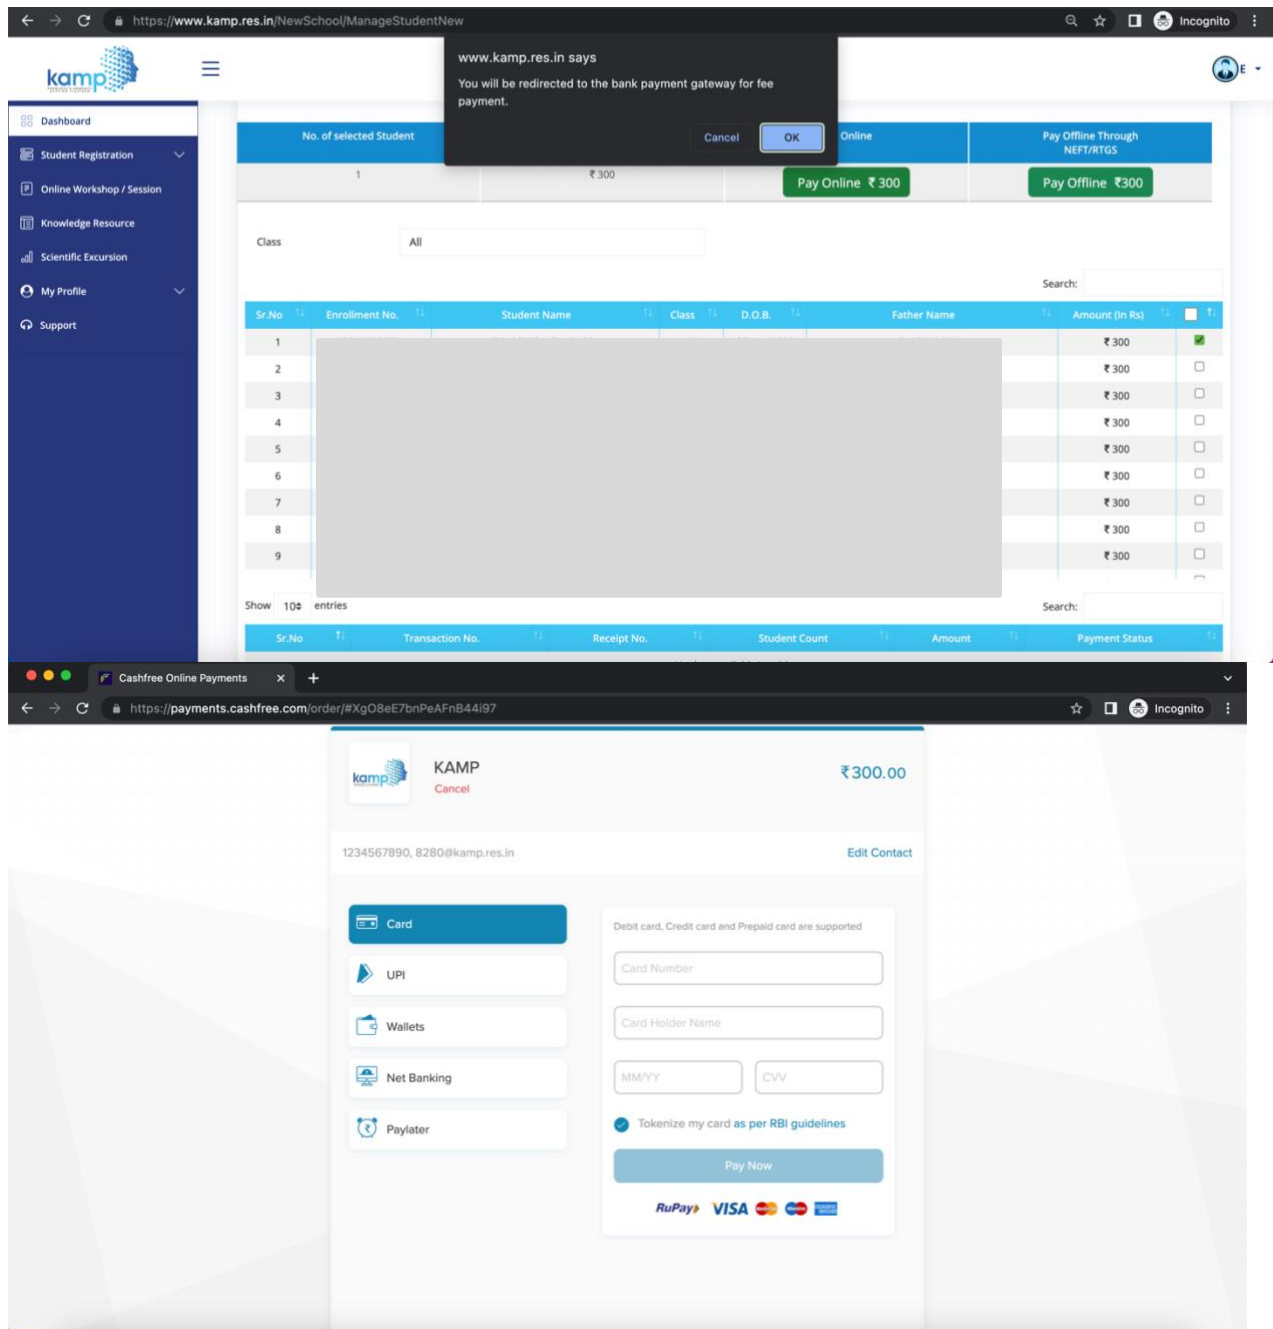 https://www.kamp.res.in/NewSchool/ManageStudentNew
Incognito
www.kamp.res.in says
You will be redirected to the bank payment gateway for fee
payment.
Cancel
OK
kamp
E
Dashboard
Student Registration
Online Workshop / Session
Knowledge Resource
Scientific Excursion
My Profile
Support
No. of selected Student
Online
Pay Offline Through
NEFT/RTGS
1
₹ 300
Pay Online ₹ 300
Pay Offline ₹300
Class
All
Search:
Sr.No Enrollment No. Student Name Class D.O.B. Father Name Amount (In Rs)
1 ₹ 300
2 ₹ 300
3 ₹ 300
4 ₹ 300
5 ₹ 300
6 ₹ 300
7 ₹ 300
8 ₹ 300
9 ₹ 300
Show 10 entries
Search:
Sr.No Transaction No. Receipt No. Student Count Amount Payment Status
Cashfree Online Payments
https://payments.cashfree.com/order/#XgO8eE7bnPeAFnB44i97
Incognito
kamp
KAMP
Cancel
₹300.00
1234567890, 8280@kamp.res.in
Edit Contact
Card
UPI
Wallets
Net Banking
Paylater
Debit card, Credit card and Prepaid card are supported
Card Number
Card Holder Name
MM/YY
CVV
Tokenize my card as per RBI guidelines
Pay Now
RuPay VISA